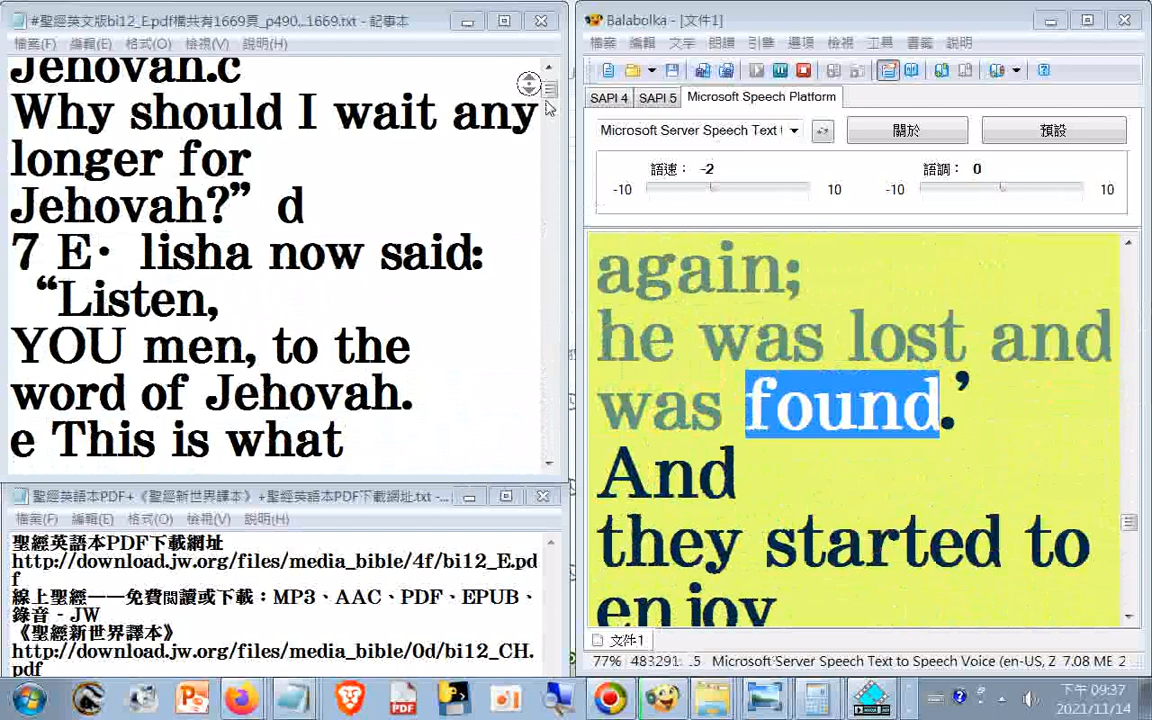 #聖經英文版bi12_E.pdf檔共有1669頁_p490...1669.txt - 記事本
檔案(F) 編輯(E) 格式(O) 檢視(V) 說明(H)
Jehovah.c
Why should I wait any
longer for
Jehovah?” d
7 E· lisha now said:
“Listen,
YOU men, to the
word of Jehovah.
e This is what
聖經英語本PDF+《聖經新世界譯本》+聖經英語本PDF下載網址.txt -...
檔案(F) 編輯(E) 格式(O) 檢視(V) 說明(H)
聖經英語本PDF下載網址
http://download.jw.org/files/media_bible/4f/bi12_E.pd
f
線上聖經——免費閱讀或下載：MP3、AAC、PDF、EPUB、
錄音 - JW
《聖經新世界譯本》
http://download.jw.org/files/media_bible/0d/bi12_CH.
pdf
Balabolka - [文件1]
檔案 編輯 文字 朗讀 引擎 選項 檢視 工具 書籤 說明
SAPI 4 SAPI 5 Microsoft Speech Platform
Microsoft Server Speech Text 關於 預設
語速： -2 語調： 0
-10 10 -10 10
again;
he was lost and
was found.’
And
they started to
enjoy
文件1
77% 483291. .5 Microsoft Server Speech Text to Speech Voice (en-US, Z 7.08 ME 2
下午 09:37
2021/11/14